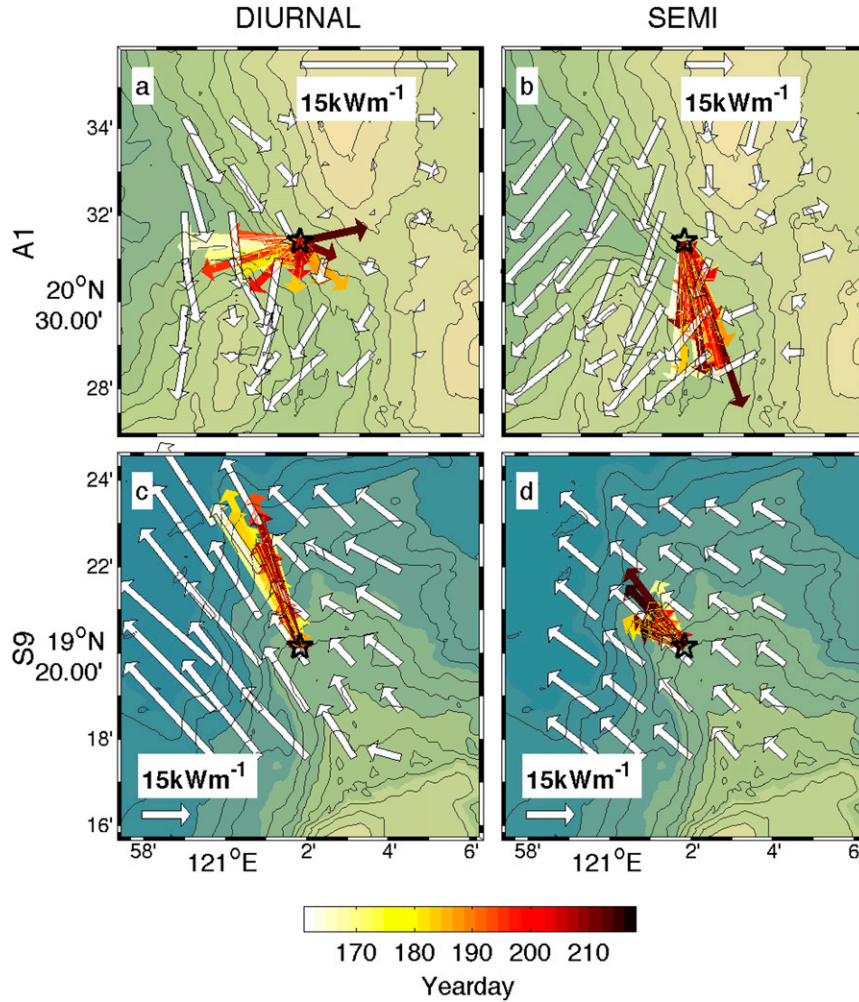 DIURNAL SEMI
a b
15kWm⁻¹ 15kWm⁻¹
34'
32'
A1
20°N
30.00'
28'
c d
24'
22'
S9
19°N
20.00'
18'
15kWm⁻¹ 15kWm⁻¹
16'
58' 121°E 2' 4' 6' 58' 121°E 2' 4' 6'
170 180 190 200 210
Yearday